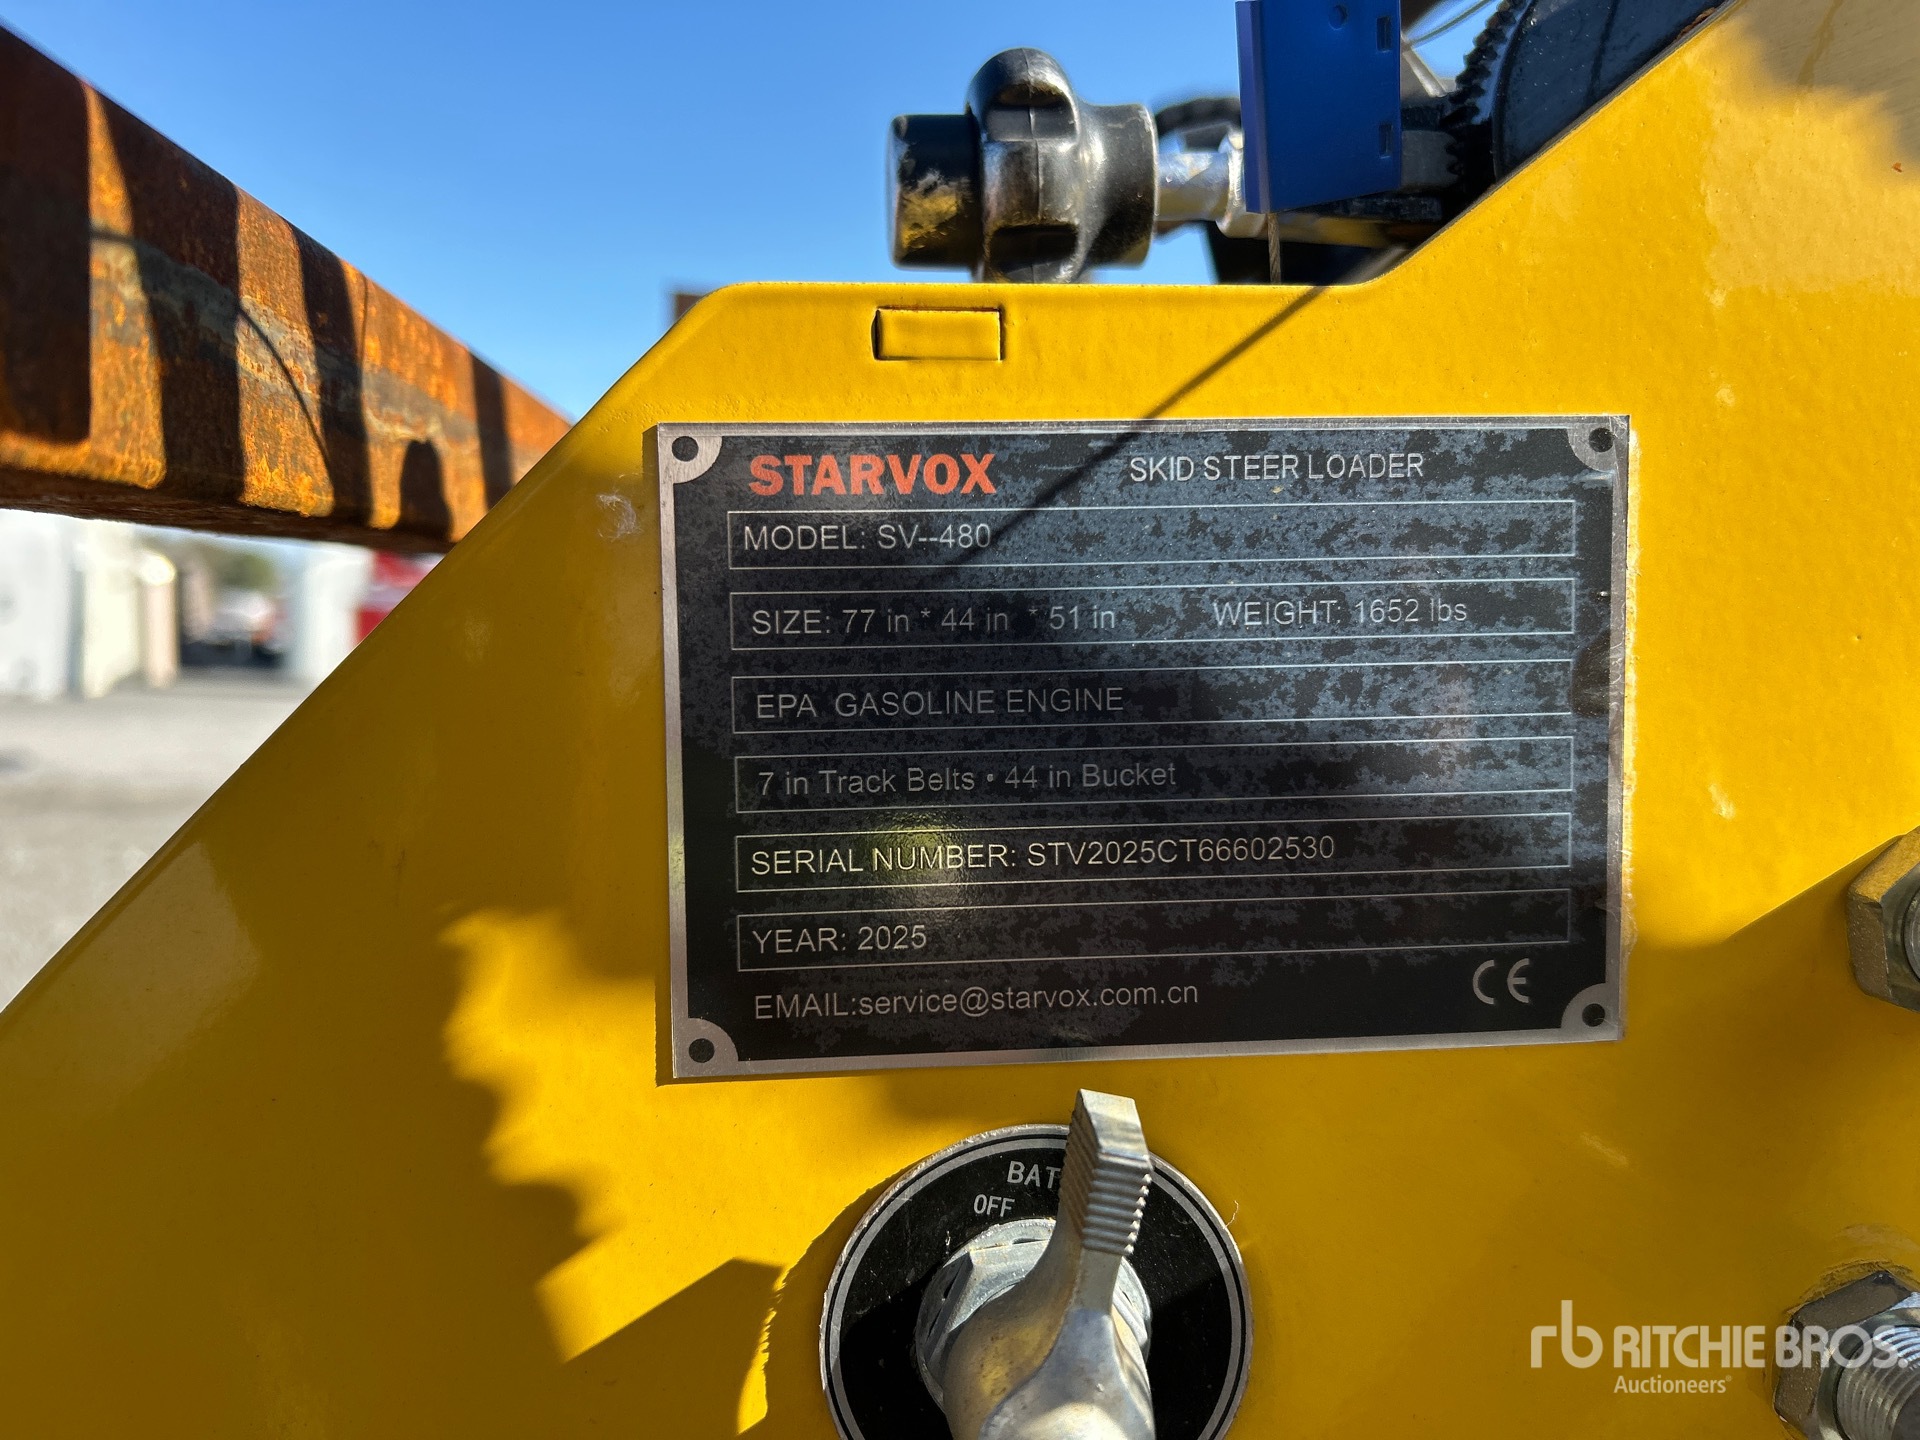 STARVOX SKID STEER LOADER
MODEL: SV--480
SIZE: 77 in * 44 in * 51 in WEIGHT: 1652 lbs
EPA GASOLINE ENGINE
7 in Track Belts • 44 in Bucket
SERIAL NUMBER: STV2025CT66602530
YEAR: 2025
EMAIL:service@starvox.com.cn CE
BAT
OFF
rb RITCHIE BROS.
Auctioneers